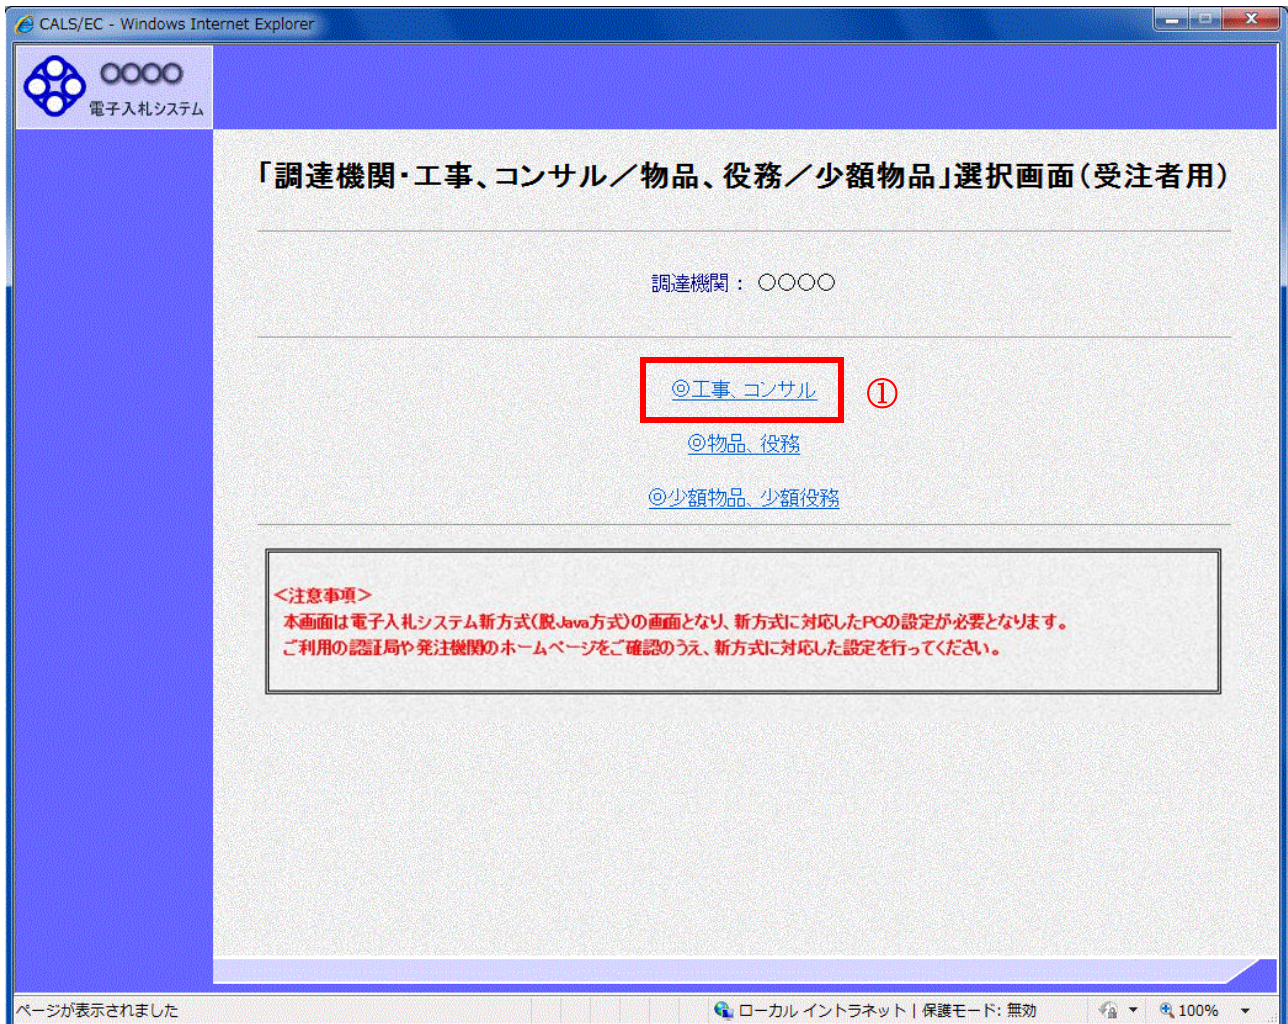 CALS/EC - Windows Internet Explorer
○○○○
電子入札システム
「調達機関・工事、コンサル／物品、役務／少額物品」選択画面(受注者用)
調達機関： ○○○○
◎工事、コンサル ①
◎物品、役務
◎少額物品、少額役務
＜注意事項＞
本画面は電子入札システム新方式(脱Java方式)の画面となり、新方式に対応したPCの設定が必要となります。
ご利用の認証局や発注機関のホームページをご確認のうえ、新方式に対応した設定を行ってください。
ページが表示されました
ローカル イントラネット | 保護モード: 無効
100%